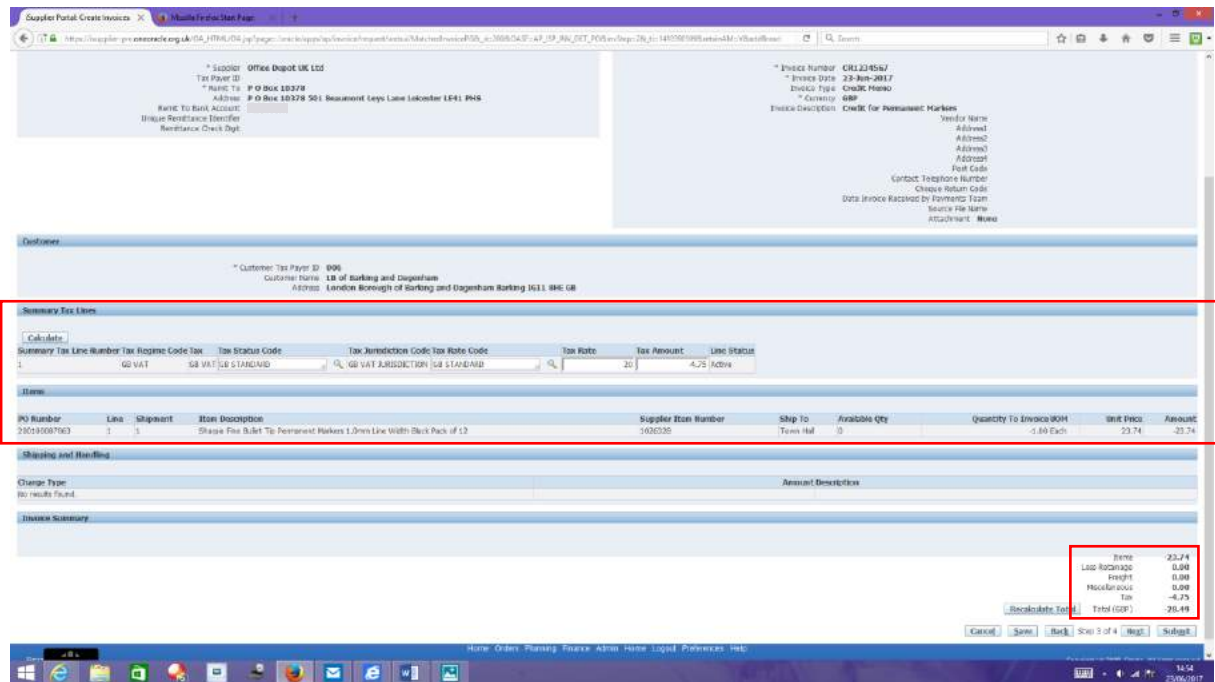 Supplier Portal: Create Invoices
Mozilla Firefox Start Page
Search
* Supplier Office Depot UK Ltd
Tax Payer ID
* Remit To P O Box 10378
Address P O Box 10378 501 Beaumont Leys Lane Leicester LE41 PHS
Remit To Bank Account
Unique Remittance Identifier
Remittance Check Digit
* Invoice Number CR1234567
* Invoice Date 23-Jun-2017
Invoice Type Credit Memo
* Currency GBP
Invoice Description Credit for Permanent Markers
Vendor Name
Address1
Address2
Address3
Address4
Post Code
Contact Telephone Number
Cheque Return Code
Date Invoice Received by Payments Team
Source File Name
Attachment None
Customer
* Customer Tax Payer ID 006
Customer Name LB of Barking and Dagenham
Address London Borough of Barking and Dagenham Barking IG11 8HE GB
Summary Tax Lines
Calculate
Summary Tax Line Number Tax Regime Code Tax Tax Status Code Tax Jurisdiction Code Tax Rate Code Tax Rate Tax Amount Line Status
1 GB VAT GB VAT GB STANDARD GB VAT JURISDICTION GB STANDARD 20 4.75 Active
Items
PO Number Line Shipment Item Description Supplier Item Number Ship To Available Qty Quantity To Invoice UOM Unit Price Amount
1 1 Sharpie Fine Bullet Tip Permanent Markers 1.0mm Line Width Black Pack of 12 Town Hall 0 Each 23.74 -23.74
Shipping and Handling
Charge Type Amount Description
No results found.
Invoice Summary
Items -23.74
Less Retainage 0.00
Freight 0.00
Miscellaneous 0.00
Tax -4.75
Recalculate Total Total (GBP) -28.49
Cancel Save Back Step 3 of 4 Next Submit
Home Orders Planning Finance Admin Home Logout Preferences Help
14:54
23/06/2017